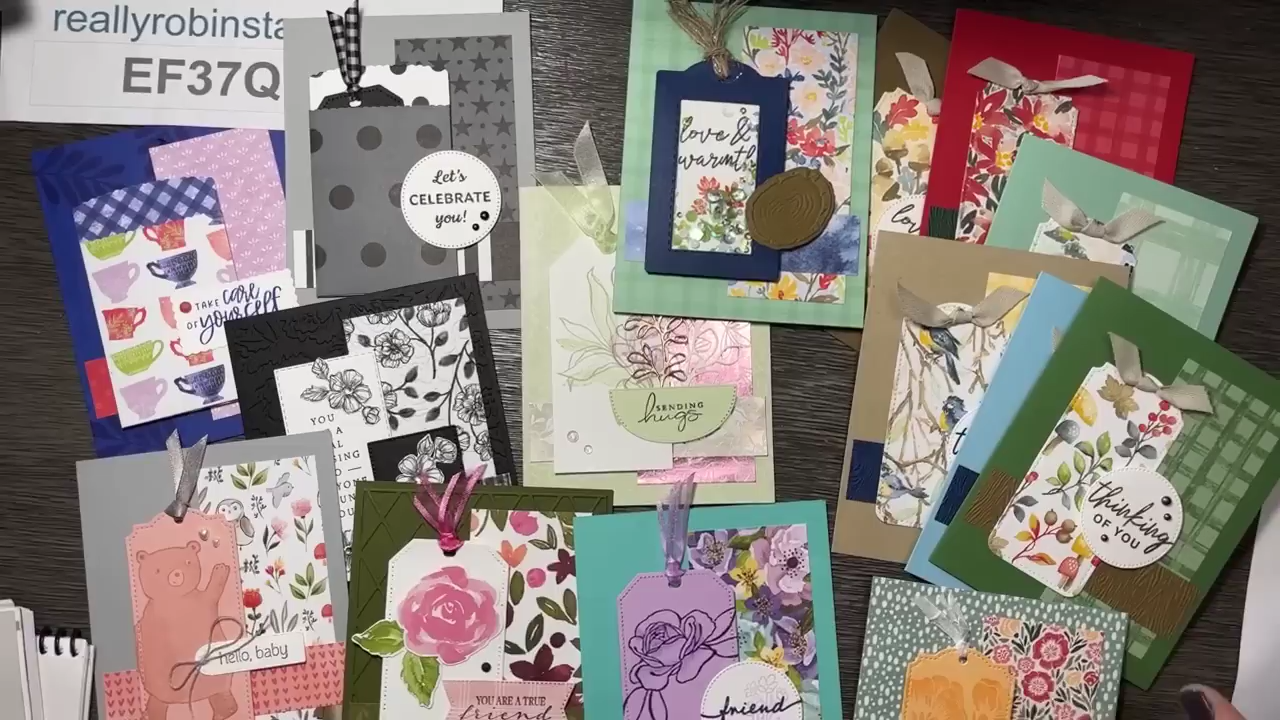 reallyrobinsta
EF37Q
Let's
CELEBRATE
you!
love &
warmth
TAKE care
OF yourself
YOU
A
SENDING
hugs
thinking
OF YOU
hello, baby
YOU ARE A TRUE
friend
friend